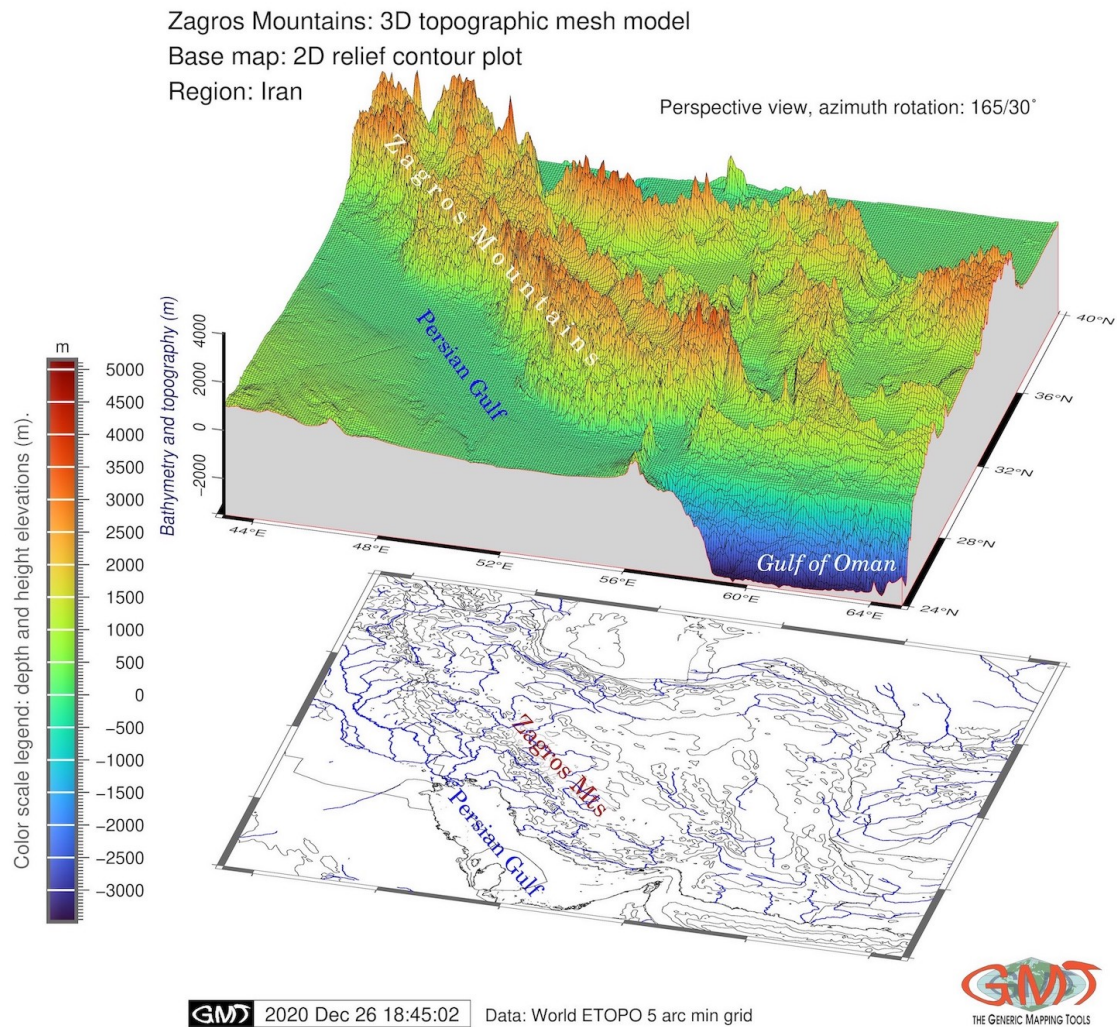 Zagros Mountains: 3D topographic mesh model
Base map: 2D relief contour plot
Region: Iran
Perspective view, azimuth rotation: 165/30°
Zagros Mountains
Persian Gulf
Gulf of Oman
Bathymetry and topography (m)
4000
2000
0
−2000
44°E
48°E
52°E
56°E
60°E
64°E
24°N
28°N
32°N
36°N
40°N
Color scale legend: depth and height elevations (m).
m
5000
4500
4000
3500
3000
2500
2000
1500
1000
500
0
−500
−1000
−1500
−2000
−2500
−3000
Zagros Mts
Persian Gulf
GMT 2020 Dec 26 18:45:02 Data: World ETOPO 5 arc min grid
GMT
THE GENERIC MAPPING TOOLS